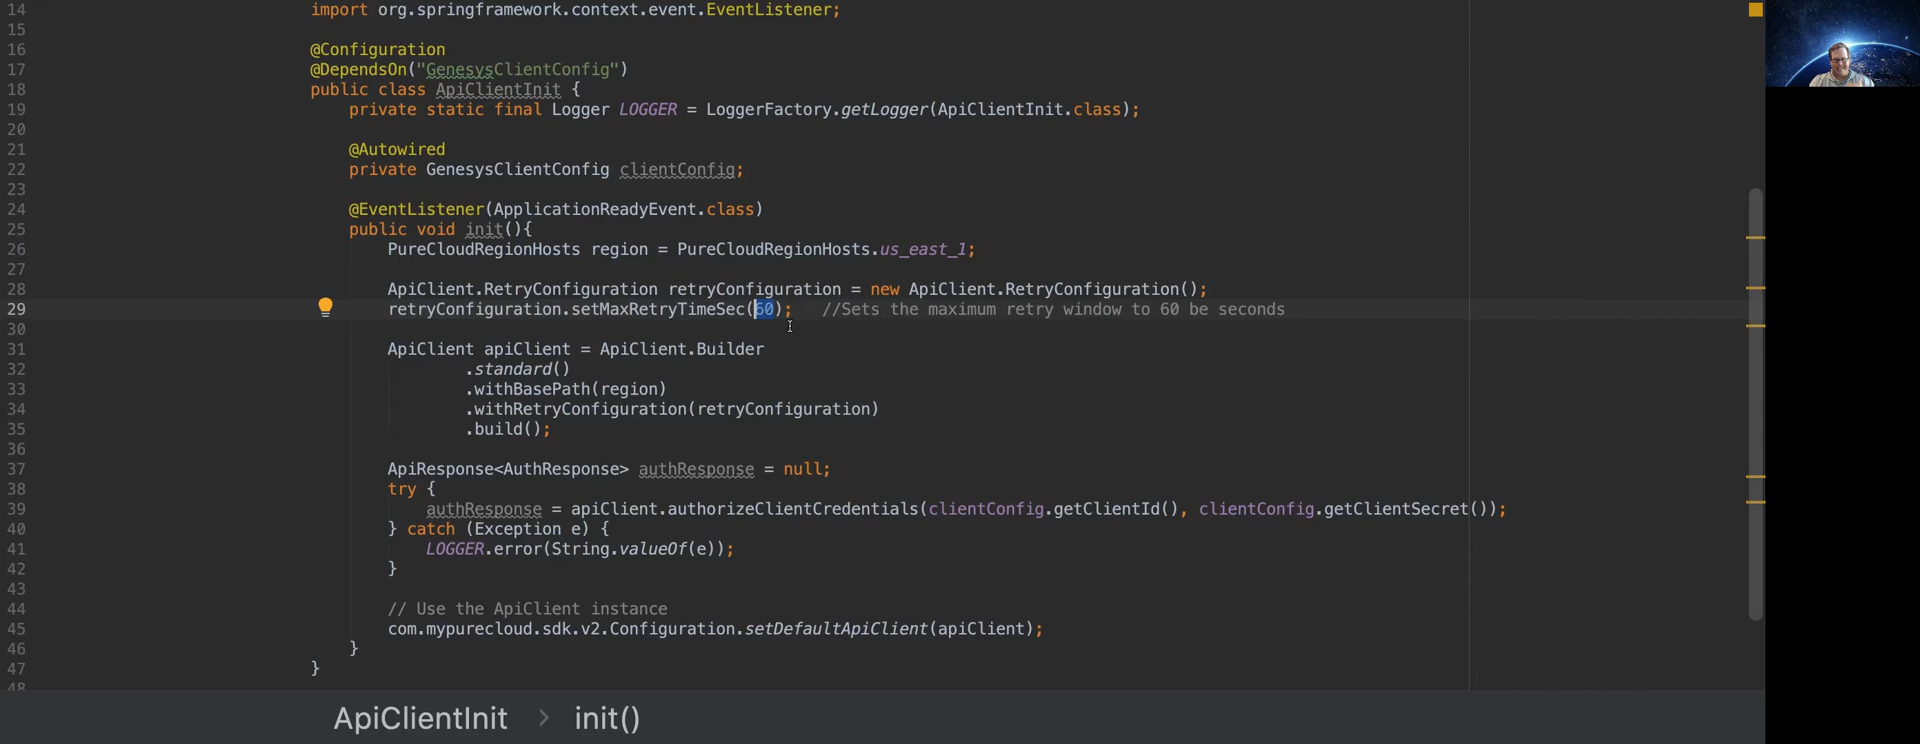 14 import org.springframework.context.event.EventListener;
15
16 @Configuration
17 @DependsOn("GenesysClientConfig")
18 public class ApiClientInit {
19 private static final Logger LOGGER = LoggerFactory.getLogger(ApiClientInit.class);
20
21 @Autowired
22 private GenesysClientConfig clientConfig;
23
24 @EventListener(ApplicationReadyEvent.class)
25 public void init(){
26 PureCloudRegionHosts region = PureCloudRegionHosts.us_east_1;
27
28 ApiClient.RetryConfiguration retryConfiguration = new ApiClient.RetryConfiguration();
29 retryConfiguration.setMaxRetryTimeSec(60); //Sets the maximum retry window to 60 be seconds
30
31 ApiClient apiClient = ApiClient.Builder
32 .standard()
33 .withBasePath(region)
34 .withRetryConfiguration(retryConfiguration)
35 .build();
36
37 ApiResponse<AuthResponse> authResponse = null;
38 try {
39 authResponse = apiClient.authorizeClientCredentials(clientConfig.getClientId(), clientConfig.getClientSecret());
40 } catch (Exception e) {
41 LOGGER.error(String.valueOf(e));
42 }
43
44 // Use the ApiClient instance
45 com.mypurecloud.sdk.v2.Configuration.setDefaultApiClient(apiClient);
46 }
47 }
48
ApiClientInit > init()